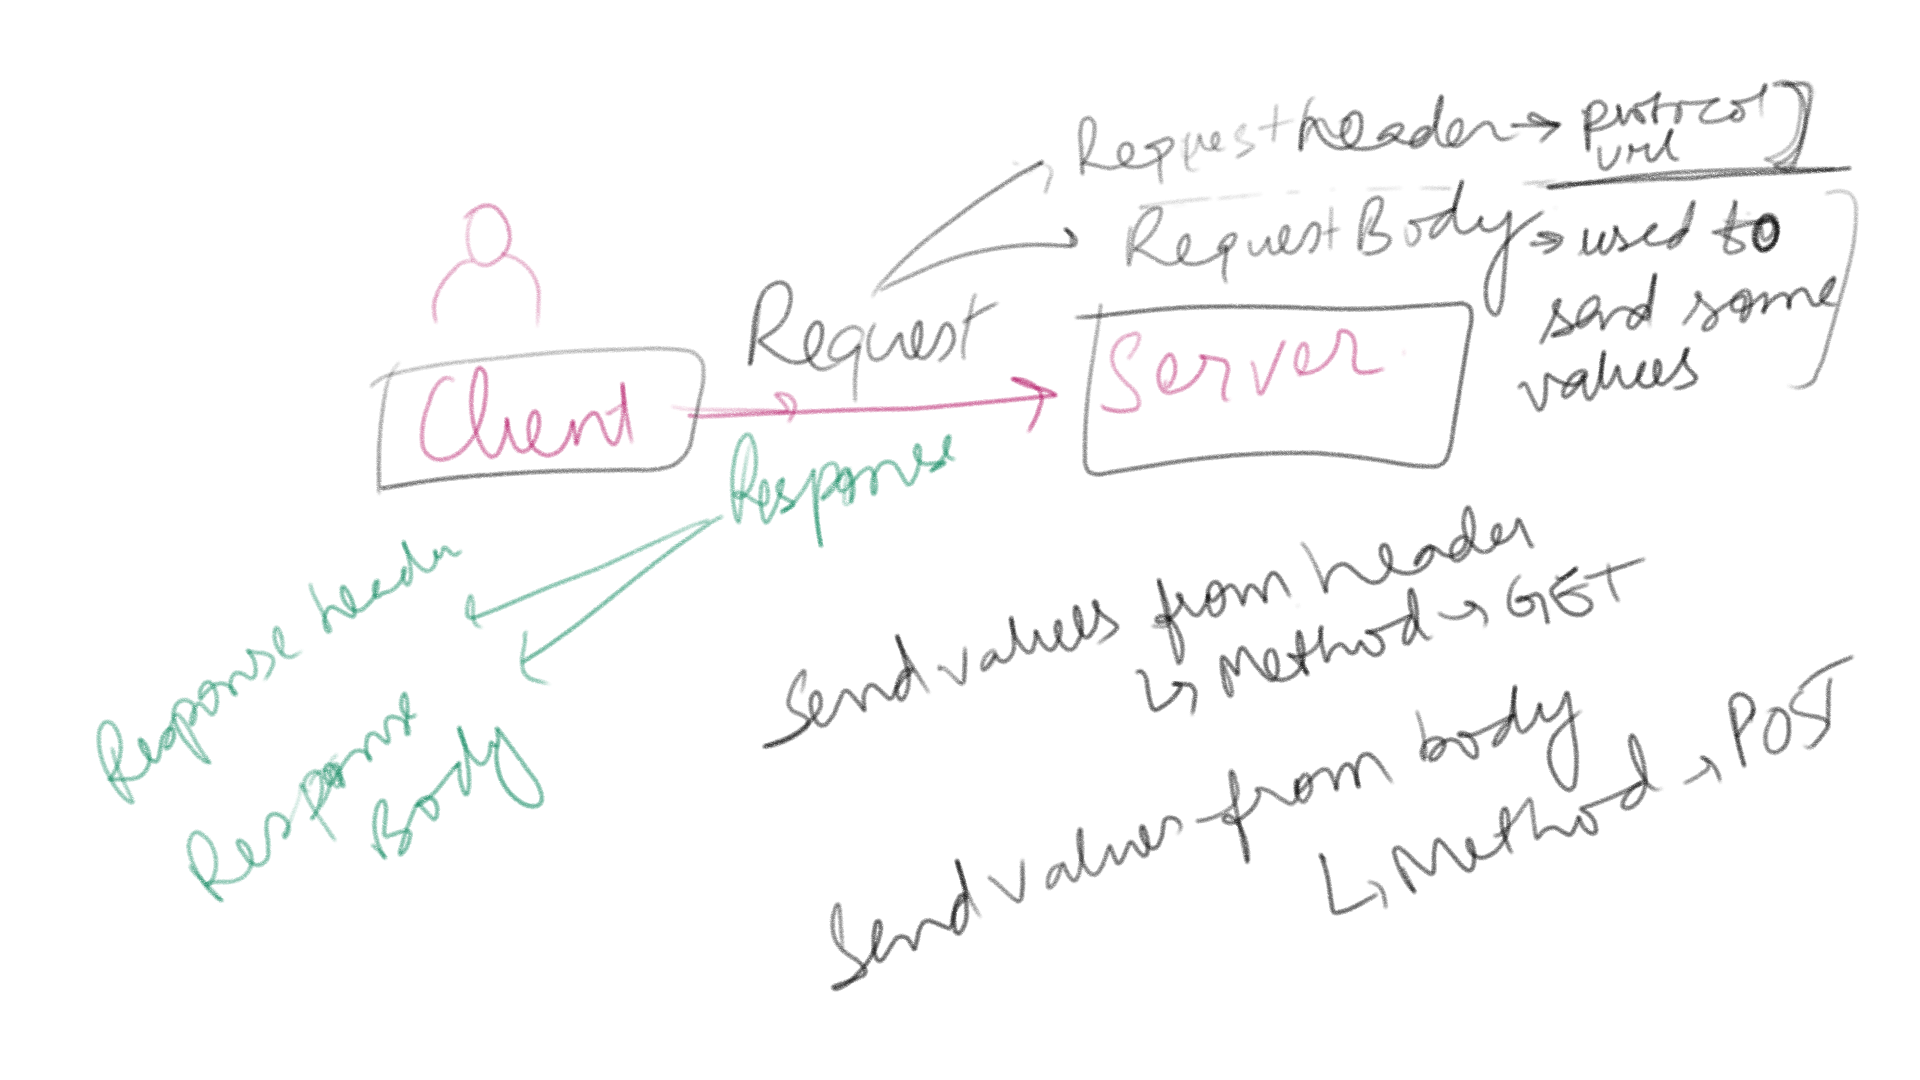 Request header → protocol
url
Request Body → used to
send some
values
Request
Client
Server
Response
Response header
Response
Body
Send values from header
↳ Method → GET
Send values from body
↳ Method → POST